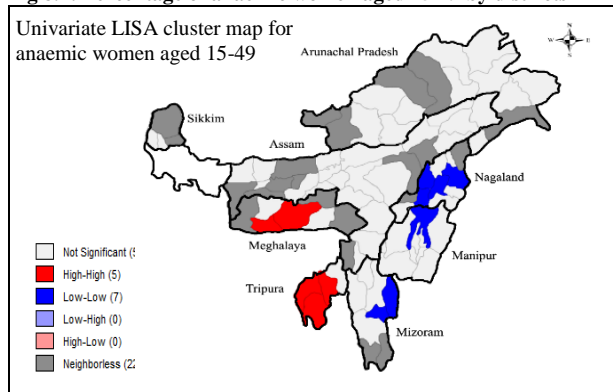 Univariate LISA cluster map for
anaemic women aged 15-49
Arunachal Pradesh
N
W
E
S
Sikkim
Assam
Nagaland
Meghalaya
Manipur
Tripura
Mizoram
Not Significant
High-High (5)
Low-Low (7)
Low-High (0)
High-Low (0)
Neighborless (22